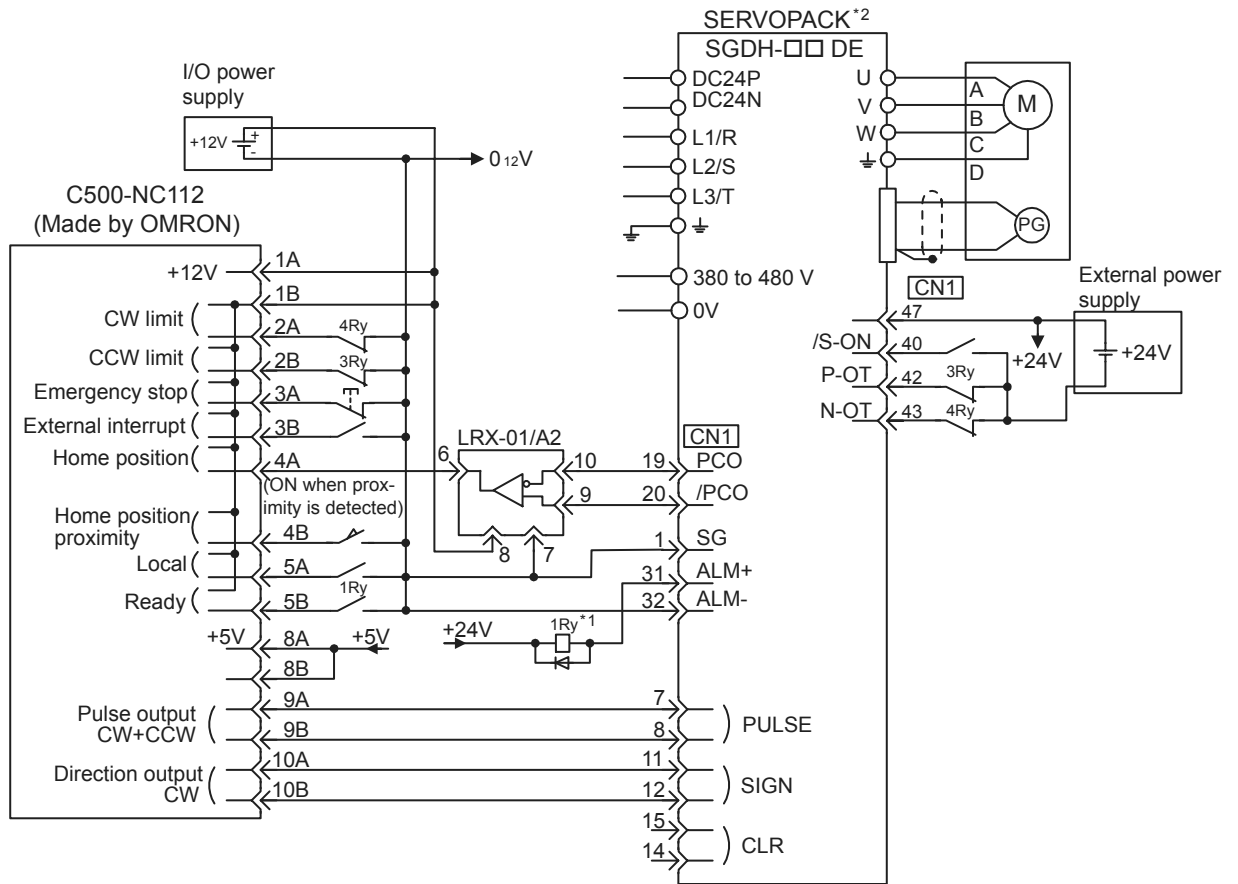 SERVOPACK*2
SGDH-□□ DE
I/O power
supply
+12V
+
-
0 12V
C500-NC112
(Made by OMRON)
+12V
1A
1B
CW limit
2A
4Ry
CCW limit
2B
3Ry
Emergency stop
3A
External interrupt
3B
Home position
4A
(ON when prox-
imity is detected)
Home position
proximity
4B
Local
5A
Ready
5B
1Ry
+5V
8A
+5V
8B
Pulse output
CW+CCW
9A
9B
Direction output
CW
10A
10B
LRX-01/A2
6
10
9
8
7
+24V
1Ry*1
DC24P
DC24N
L1/R
L2/S
L3/T
380 to 480 V
0V
CN1
19
PCO
20
/PCO
1
SG
31
ALM+
32
ALM-
7
8
PULSE
11
12
SIGN
15
14
CLR
U
V
W
A
B
C
D
M
PG
CN1
External power
supply
47
/S-ON
40
+24V
+24V
P-OT
42
3Ry
N-OT
43
4Ry